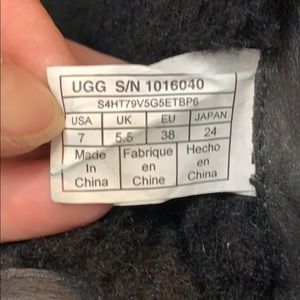 UGG S/N 1016040
S4HT79V5G5ETBP6
USA UK EU JAPAN
7 5.5 38 24
Made Fabrique Hecho
In en en
China Chine China